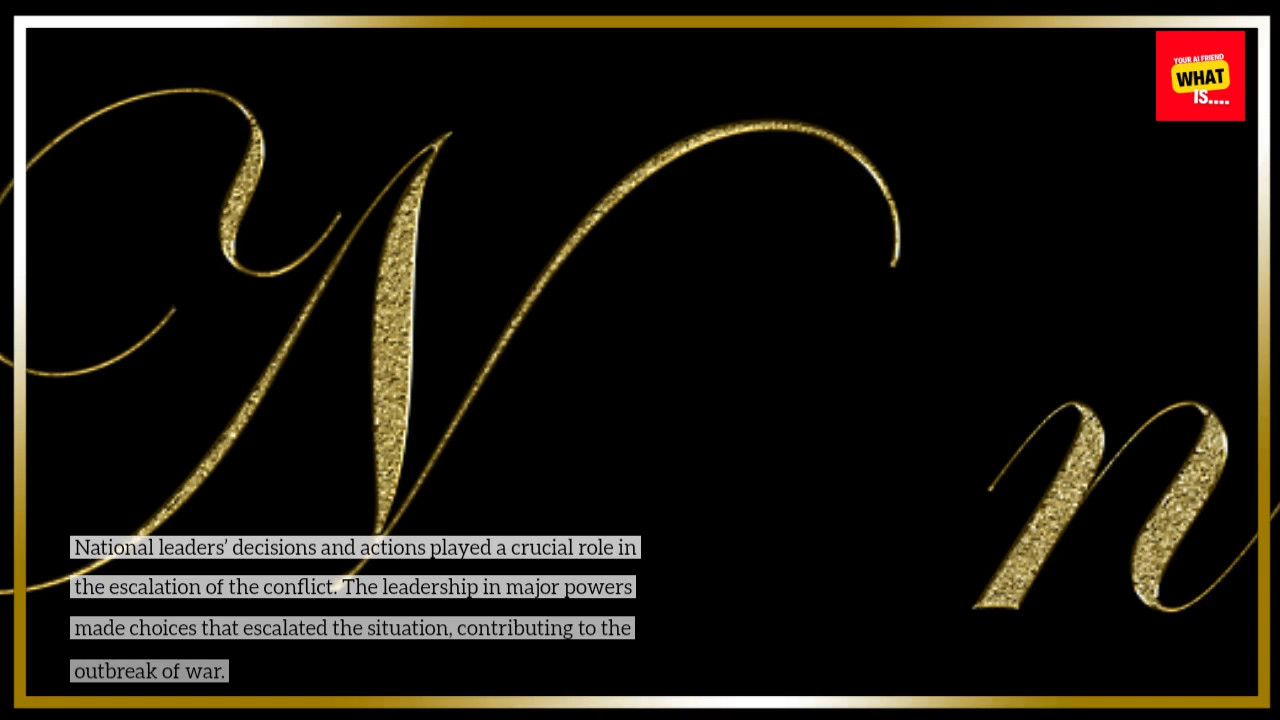 YOUR AI FRIEND
WHAT
IS....
N n
National leaders’ decisions and actions played a crucial role in
the escalation of the conflict. The leadership in major powers
made choices that escalated the situation, contributing to the
outbreak of war.